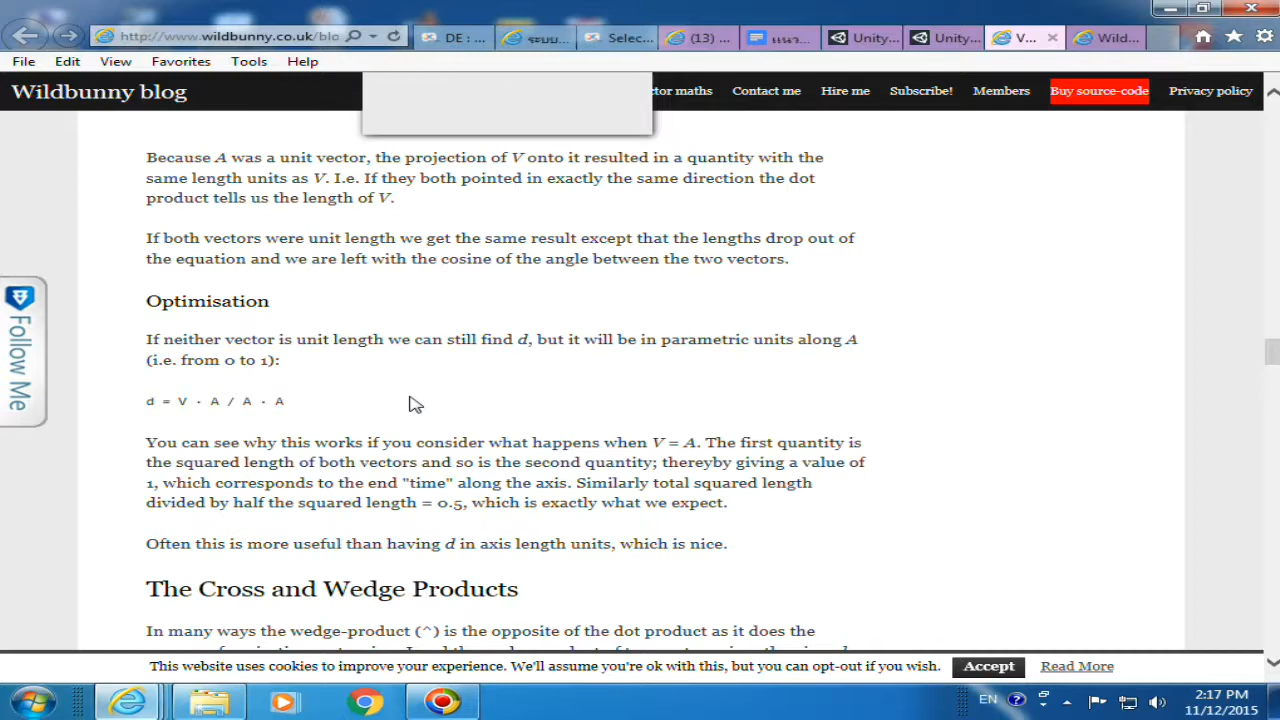 http://www.wildbunny.co.uk/blo
DE : ...
ระบบ...
Selec...
(13) ...
แนว...
Unity...
Unity...
V...
Wild...
File Edit View Favorites Tools Help
Wildbunny blog
tor maths Contact me Hire me Subscribe! Members Buy source-code Privacy policy
Because A was a unit vector, the projection of V onto it resulted in a quantity with the
same length units as V. I.e. If they both pointed in exactly the same direction the dot
product tells us the length of V.
If both vectors were unit length we get the same result except that the lengths drop out of
the equation and we are left with the cosine of the angle between the two vectors.
Optimisation
If neither vector is unit length we can still find d, but it will be in parametric units along A
(i.e. from 0 to 1):
d = V · A / A · A
You can see why this works if you consider what happens when V = A. The first quantity is
the squared length of both vectors and so is the second quantity; thereyby giving a value of
1, which corresponds to the end "time" along the axis. Similarly total squared length
divided by half the squared length = 0.5, which is exactly what we expect.
Often this is more useful than having d in axis length units, which is nice.
The Cross and Wedge Products
In many ways the wedge-product (^) is the opposite of the dot product as it does the
Follow Me
This website uses cookies to improve your experience. We'll assume you're ok with this, but you can opt-out if you wish. Accept Read More
EN
2:17 PM
11/12/2015